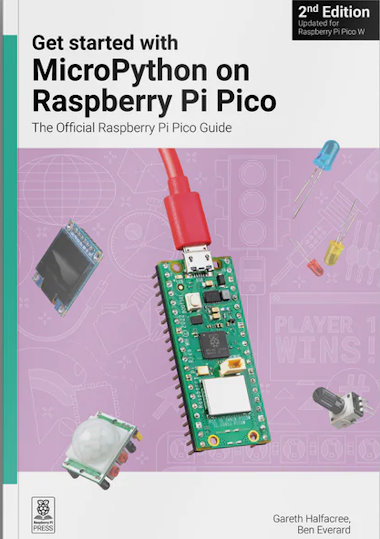 2nd Edition
Updated for
Raspberry Pi Pico W
Get started with
MicroPython on
Raspberry Pi Pico
The Official Raspberry Pi Pico Guide
PLAYER
WINS!
Raspberry Pi
PRESS
Gareth Halfacree,
Ben Everard